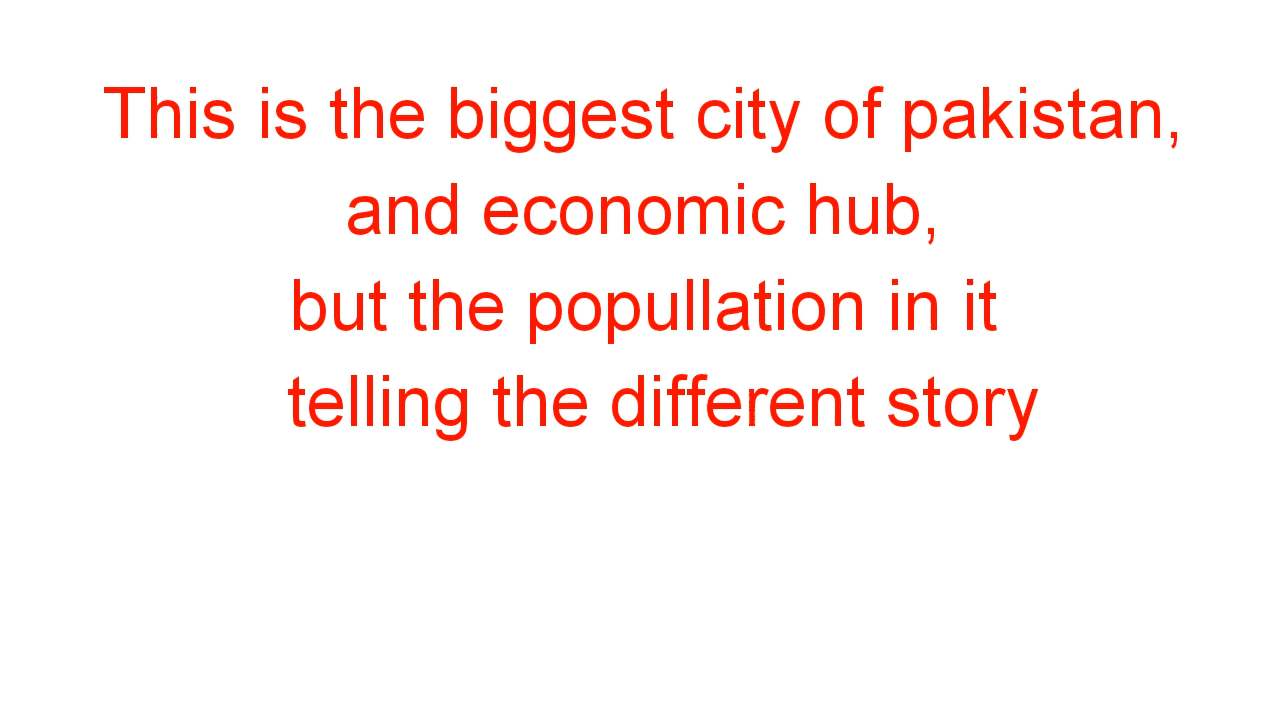 This is the biggest city of pakistan,
and economic hub,
but the popullation in it
telling the different story